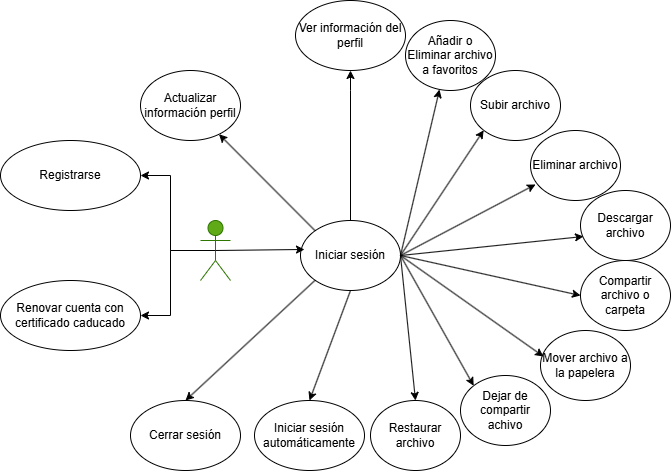 Ver información del
perfil
Añadir o
Eliminar archivo
a favoritos
Actualizar
información perfil
Subir archivo
Eliminar archivo
Registrarse
Descargar
archivo
Iniciar sesión
Compartir
archivo o
carpeta
Renovar cuenta con
certificado caducado
Mover archivo a
la papelera
Dejar de
compartir
achivo
Cerrar sesión
Iniciar sesión
automáticamente
Restaurar
archivo